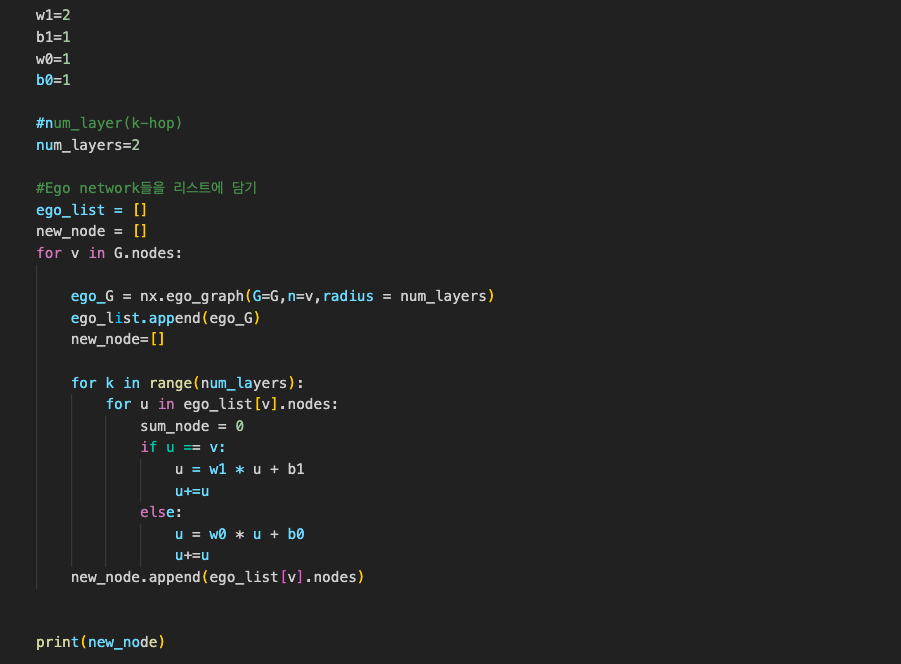 w1=2
b1=1
w0=1
b0=1
#num_layer(k-hop)
num_layers=2
#Ego network들을 리스트에 담기
ego_list = []
new_node = []
for v in G.nodes:
ego_G = nx.ego_graph(G=G,n=v,radius = num_layers)
ego_list.append(ego_G)
new_node=[]
for k in range(num_layers):
for u in ego_list[v].nodes:
sum_node = 0
if u == v:
u = w1 * u + b1
u+=u
else:
u = w0 * u + b0
u+=u
new_node.append(ego_list[v].nodes)
print(new_node)